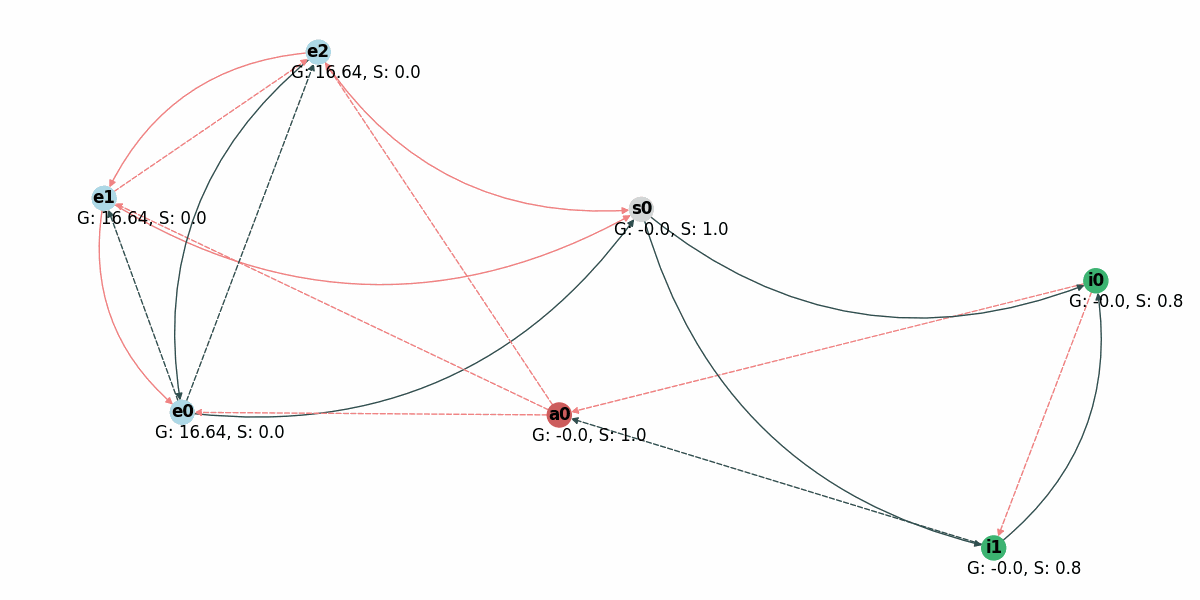 e2
G: 16.64, S: 0.0
e1
G: 16.64, S: 0.0
s0
G: -0.0, S: 1.0
i0
G: -0.0, S: 0.8
e0
G: 16.64, S: 0.0
a0
G: -0.0, S: 1.0
i1
G: -0.0, S: 0.8